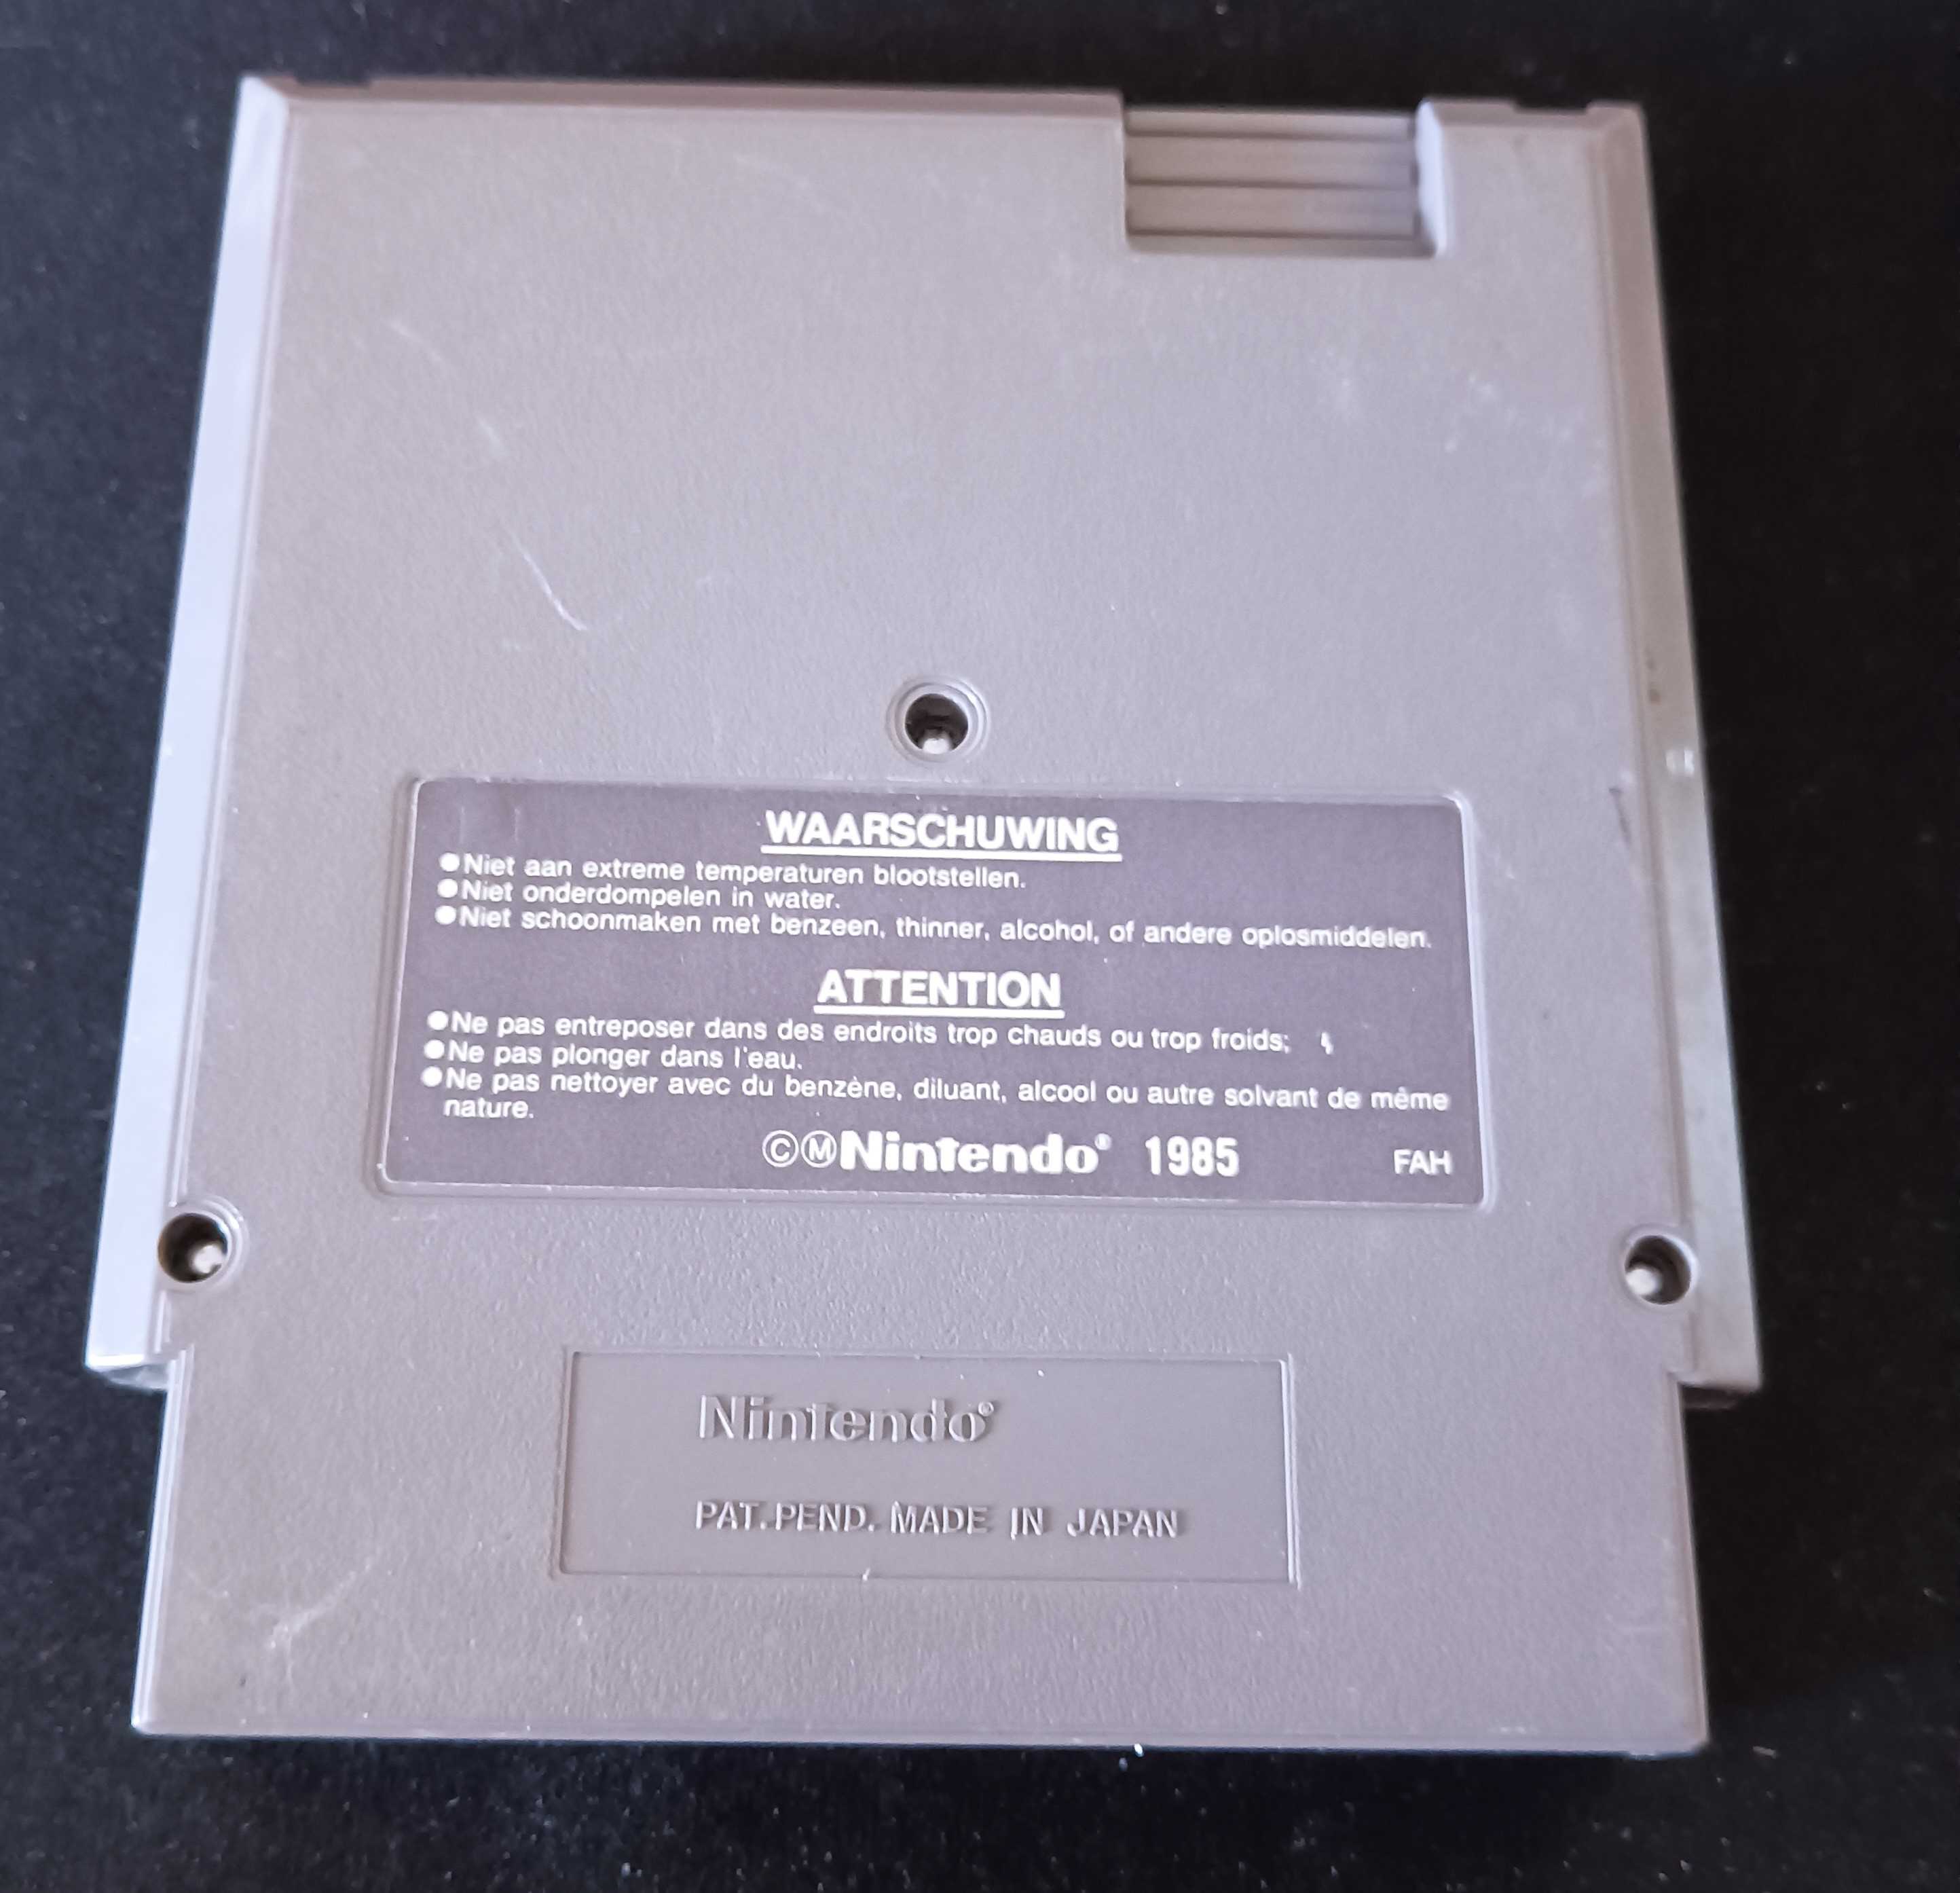 WAARSCHUWING
●Niet aan extreme temperaturen blootstellen.
●Niet onderdompelen in water.
●Niet schoonmaken met benzeen, thinner, alcohol, of andere oplosmiddelen.
ATTENTION
●Ne pas entreposer dans des endroits trop chauds ou trop froids;
●Ne pas plonger dans l'eau.
●Ne pas nettoyer avec du benzène, diluant, alcool ou autre solvant de même
nature.
©ⓂNintendo® 1985 FAH
Nintendo®
PAT.PEND. MADE IN JAPAN